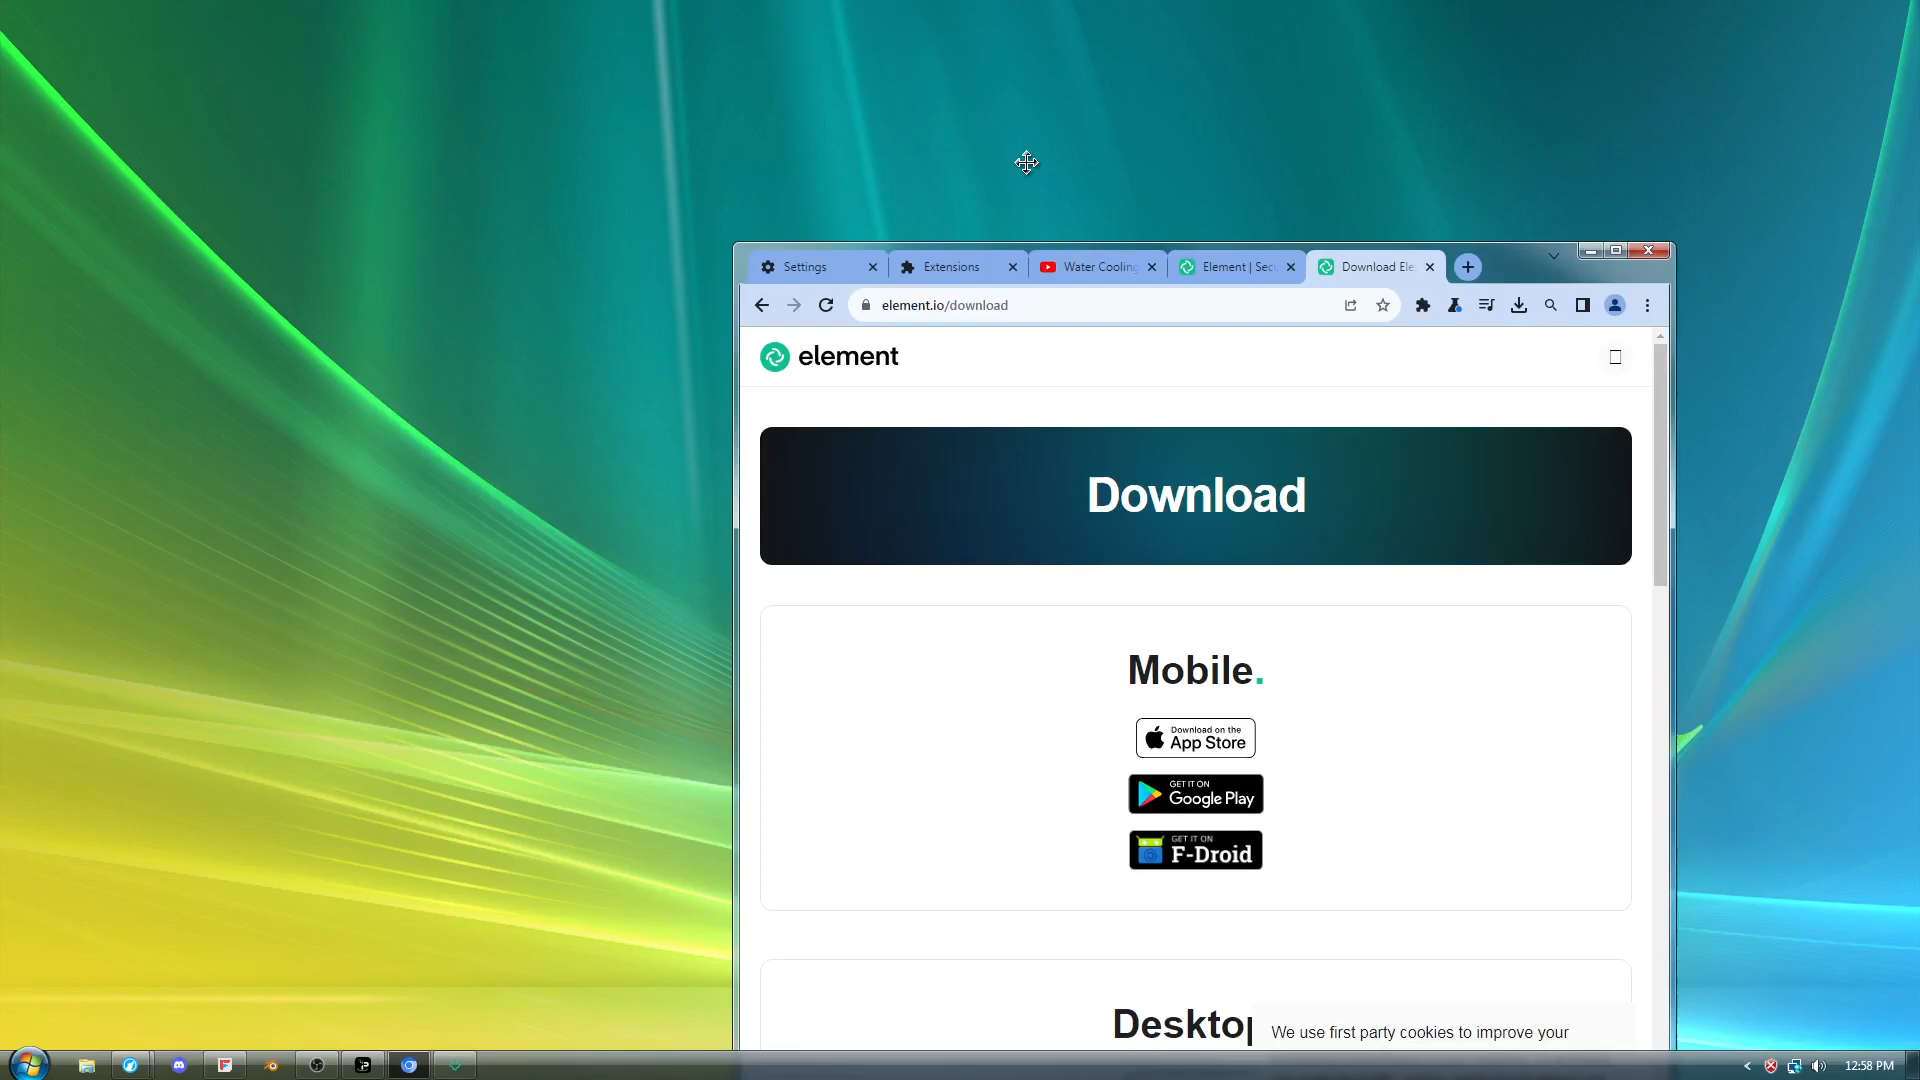 Settings
Extensions
Water Cooling
Element | Secu
Download Ele
element.io/download
element
Download
Mobile.
Download on the
App Store
GET IT ON
Google Play
GET IT ON
F-Droid
Desktop
We use first party cookies to improve your
12:58 PM